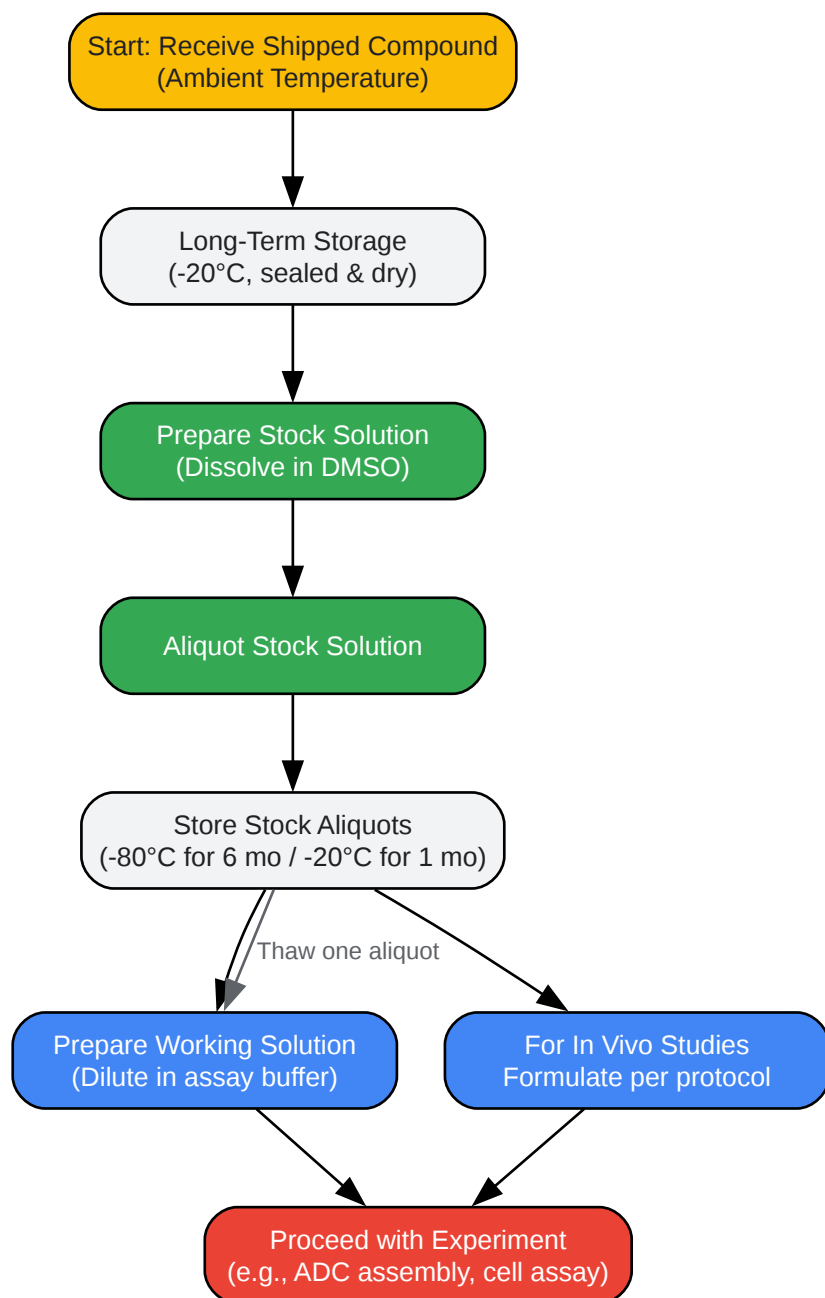 Start: Receive Shipped Compound
(Ambient Temperature)
Long-Term Storage
(-20°C, sealed & dry)
Prepare Stock Solution
(Dissolve in DMSO)
Aliquot Stock Solution
Store Stock Aliquots
(-80°C for 6 mo / -20°C for 1 mo)
Thaw one aliquot
Prepare Working Solution
(Dilute in assay buffer)
For In Vivo Studies
Formulate per protocol
Proceed with Experiment
(e.g., ADC assembly, cell assay)